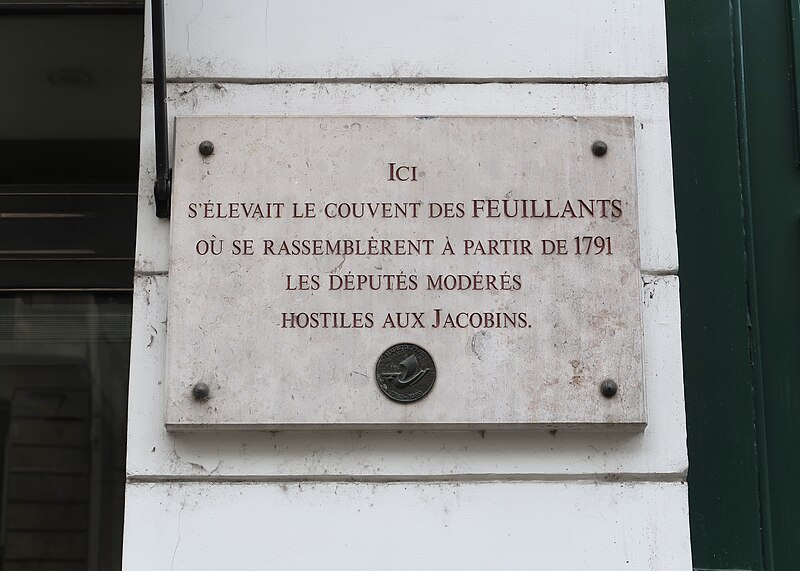 Ici
s'élevait le couvent des FEUILLANTS
où se rassemblèrent à partir de 1791
les députés modérés
hostiles aux Jacobins.